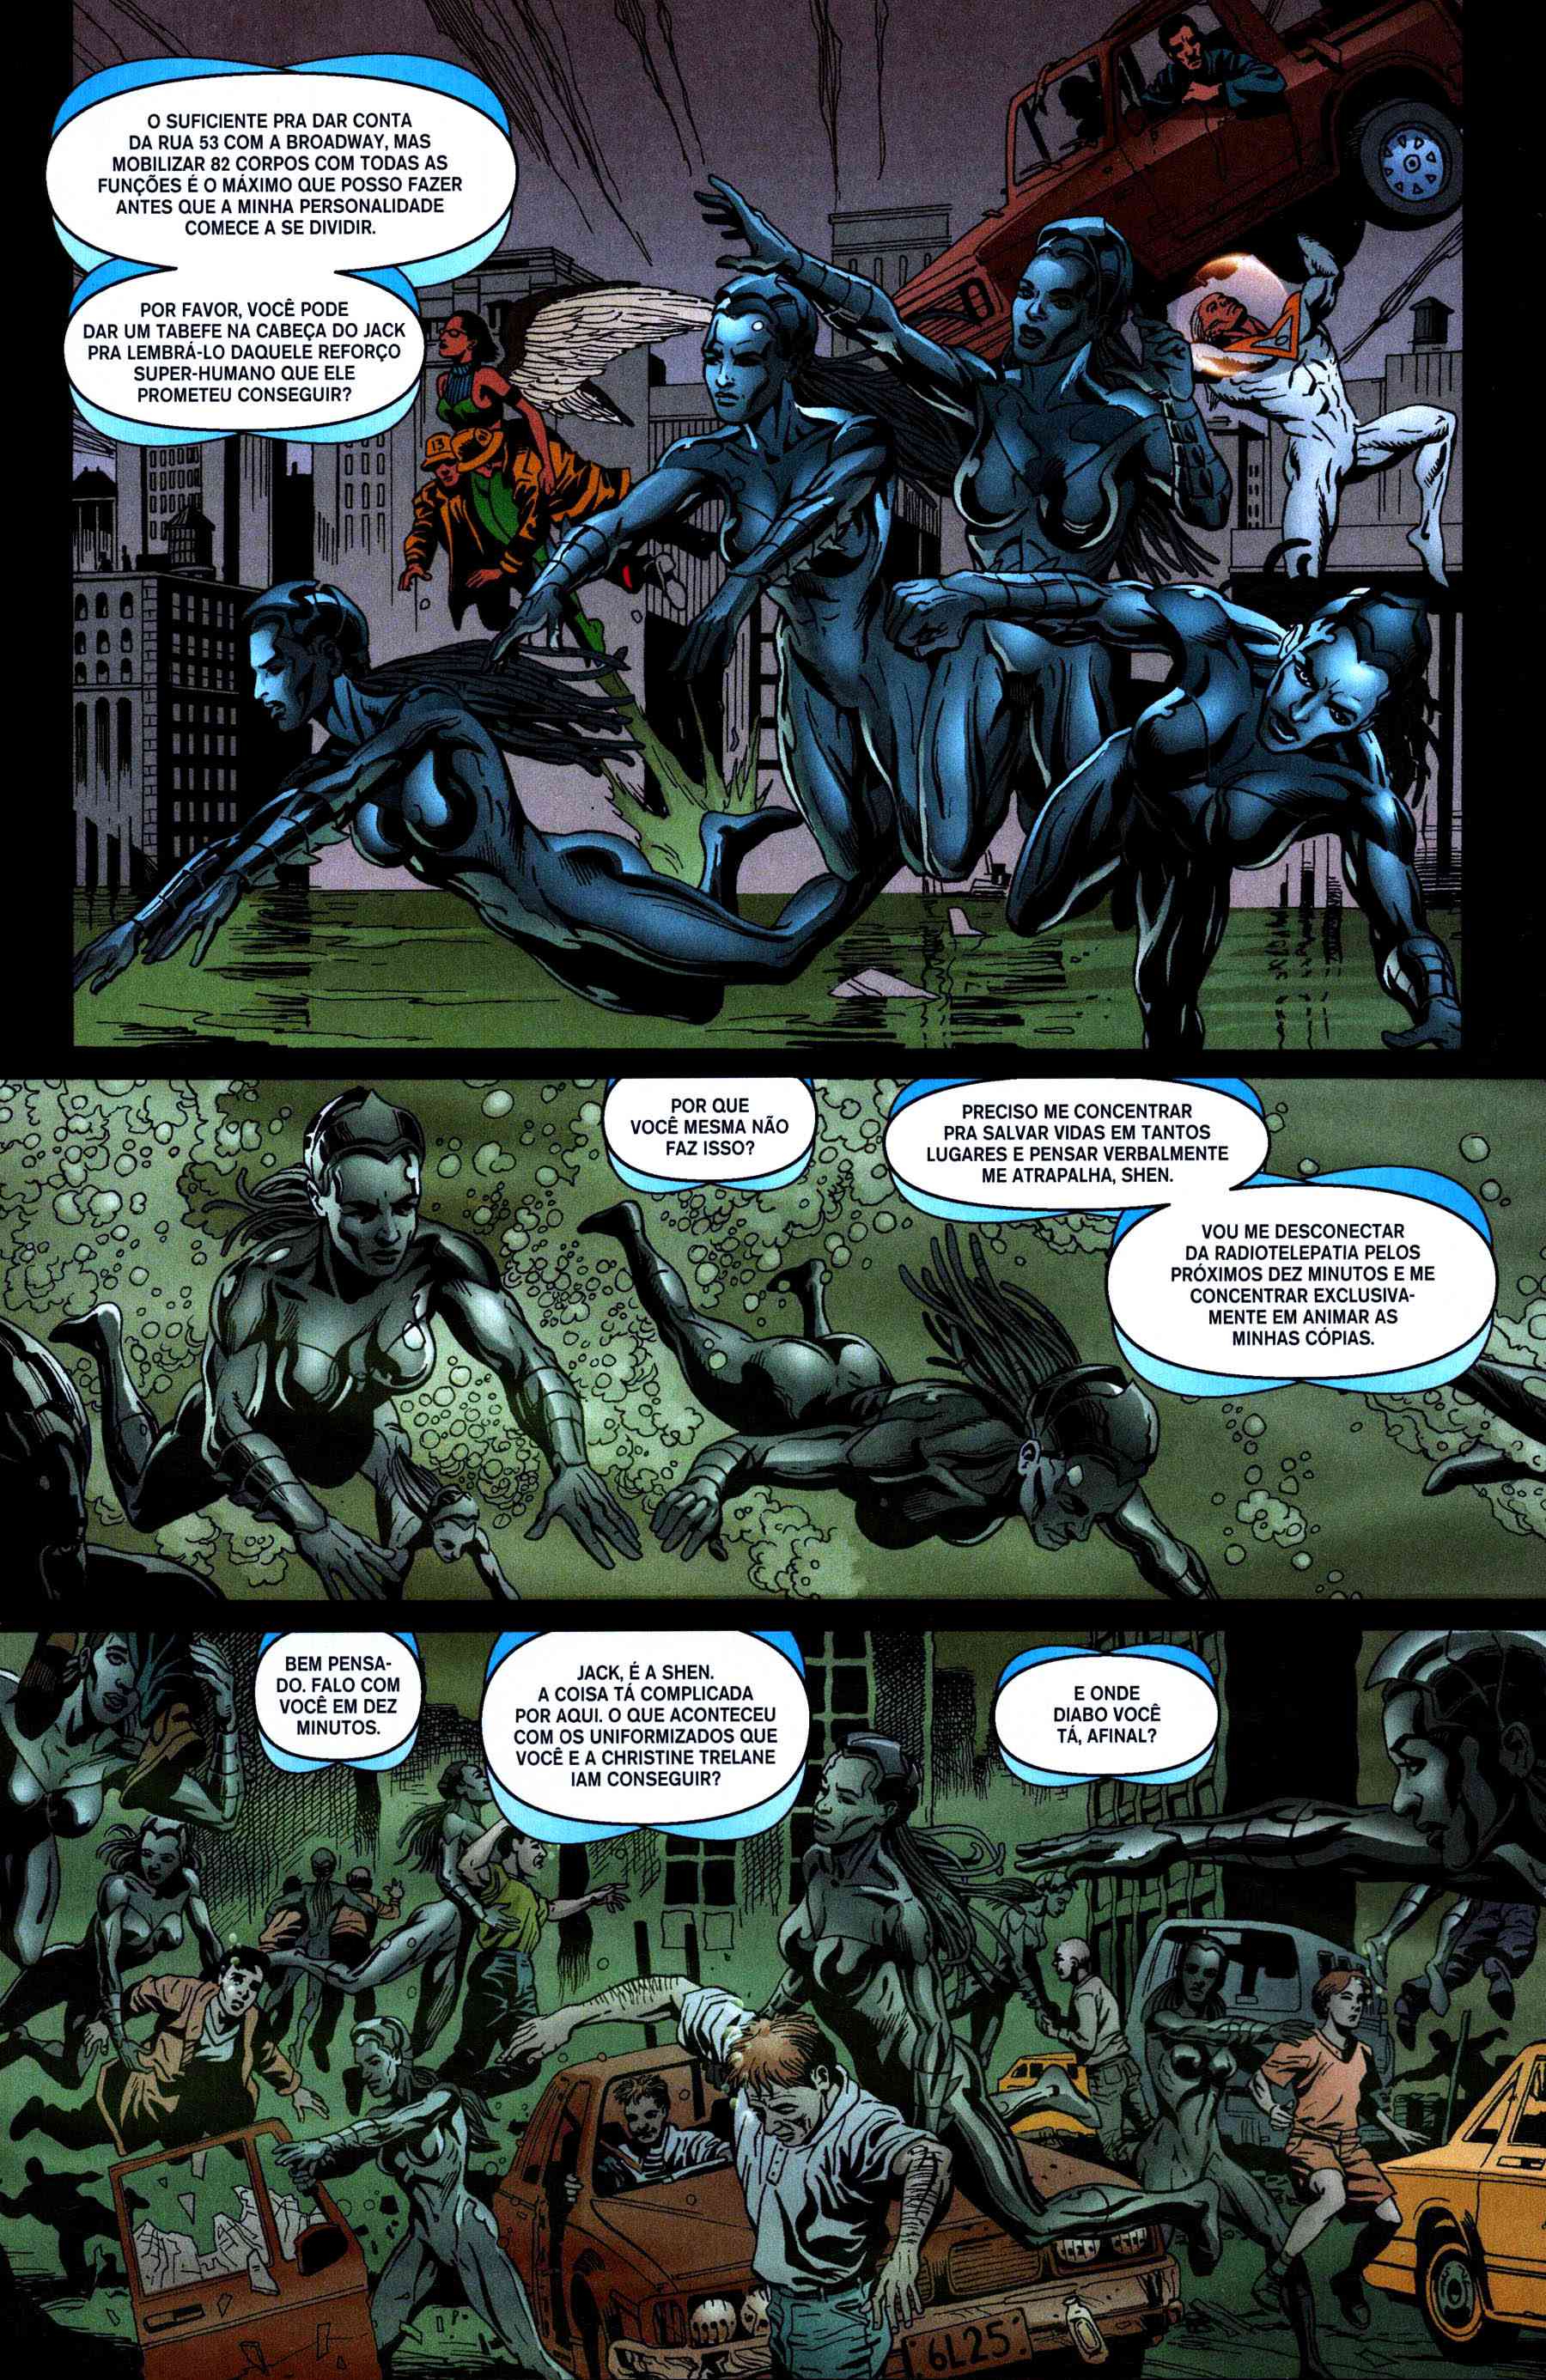 O SUFICIENTE PRA DAR CONTA
DA RUA 53 COM A BROADWAY, MAS
MOBILIZAR 82 CORPOS COM TODAS AS
FUNÇÕES É O MÁXIMO QUE POSSO FAZER
ANTES QUE A MINHA PERSONALIDADE
COMECE A SE DIVIDIR.
POR FAVOR, VOCÊ PODE
DAR UM TABEFE NA CABEÇA DO JACK
PRA LEMBRÁ-LO DAQUELE REFORÇO
SUPER-HUMANO QUE ELE
PROMETEU CONSEGUIR?
13
POR QUE
VOCÊ MESMA NÃO
FAZ ISSO?
PRECISO ME CONCENTRAR
PRA SALVAR VIDAS EM TANTOS
LUGARES E PENSAR VERBALMENTE
ME ATRAPALHA, SHEN.
VOU ME DESCONECTAR
DA RADIOTELEPATIA PELOS
PRÓXIMOS DEZ MINUTOS E ME
CONCENTRAR EXCLUSIVA-
MENTE EM ANIMAR AS
MINHAS CÓPIAS.
BEM PENSA-
DO. FALO COM
VOCÊ EM DEZ
MINUTOS.
JACK, É A SHEN.
A COISA TÁ COMPLICADA
POR AQUI. O QUE ACONTECEU
COM OS UNIFORMIZADOS QUE
VOCÊ E A CHRISTINE TRELANE
IAM CONSEGUIR?
E ONDE
DIABO VOCÊ
TÁ, AFINAL?
6L25